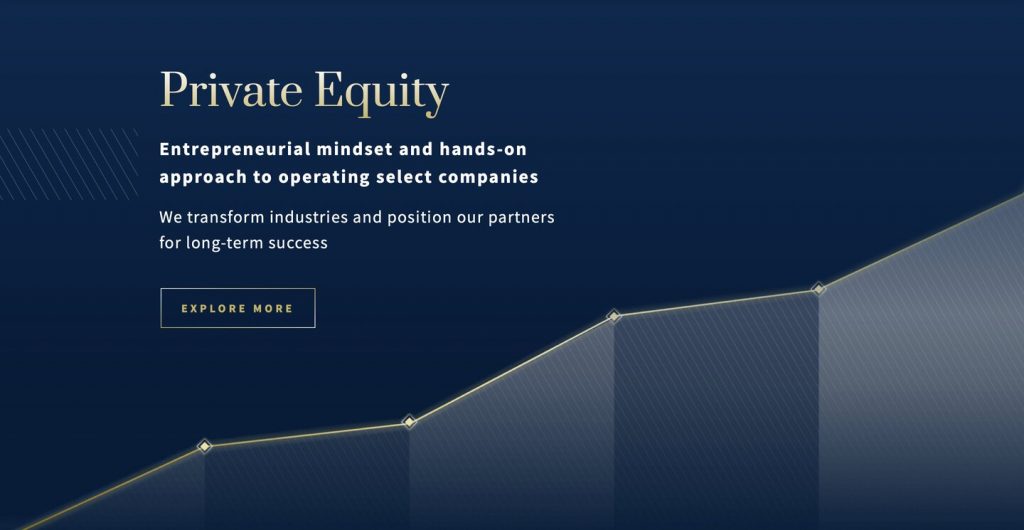 Private Equity
Entrepreneurial mindset and hands-on
approach to operating select companies
We transform industries and position our partners
for long-term success
EXPLORE MORE